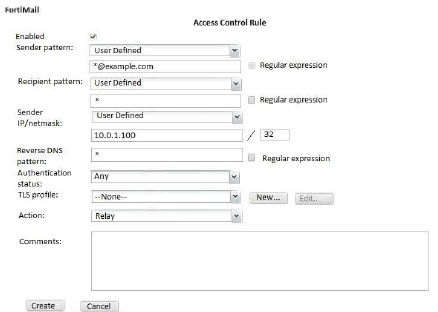 FortiMail
Access Control Rule
Enabled
Sender pattern: User Defined
*@example.com Regular expression
Recipient pattern: User Defined
* Regular expression
Sender IP/netmask: User Defined
10.0.1.100 / 32
Reverse DNS pattern: * Regular expression
Authentication status: Any
TLS profile: --None-- New... Edit..
Action: Relay
Comments:
Create Cancel